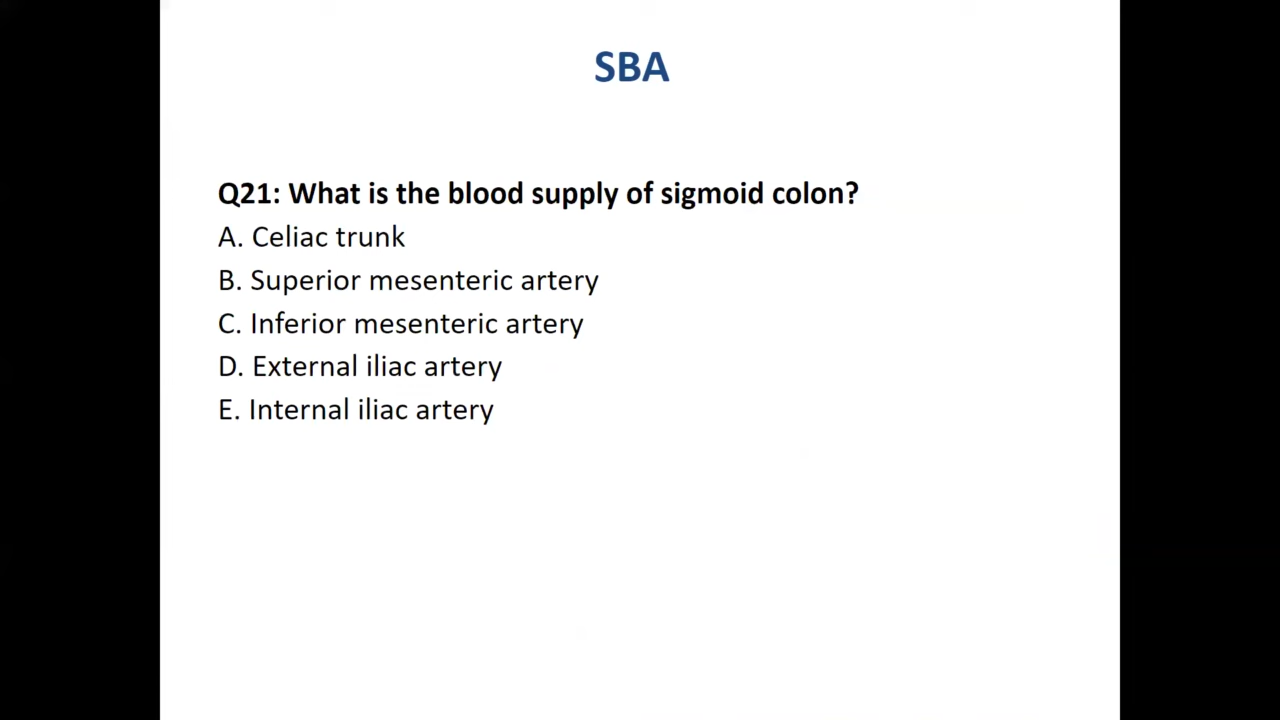 SBA
Q21: What is the blood supply of sigmoid colon?
A. Celiac trunk
B. Superior mesenteric artery
C. Inferior mesenteric artery
D. External iliac artery
E. Internal iliac artery